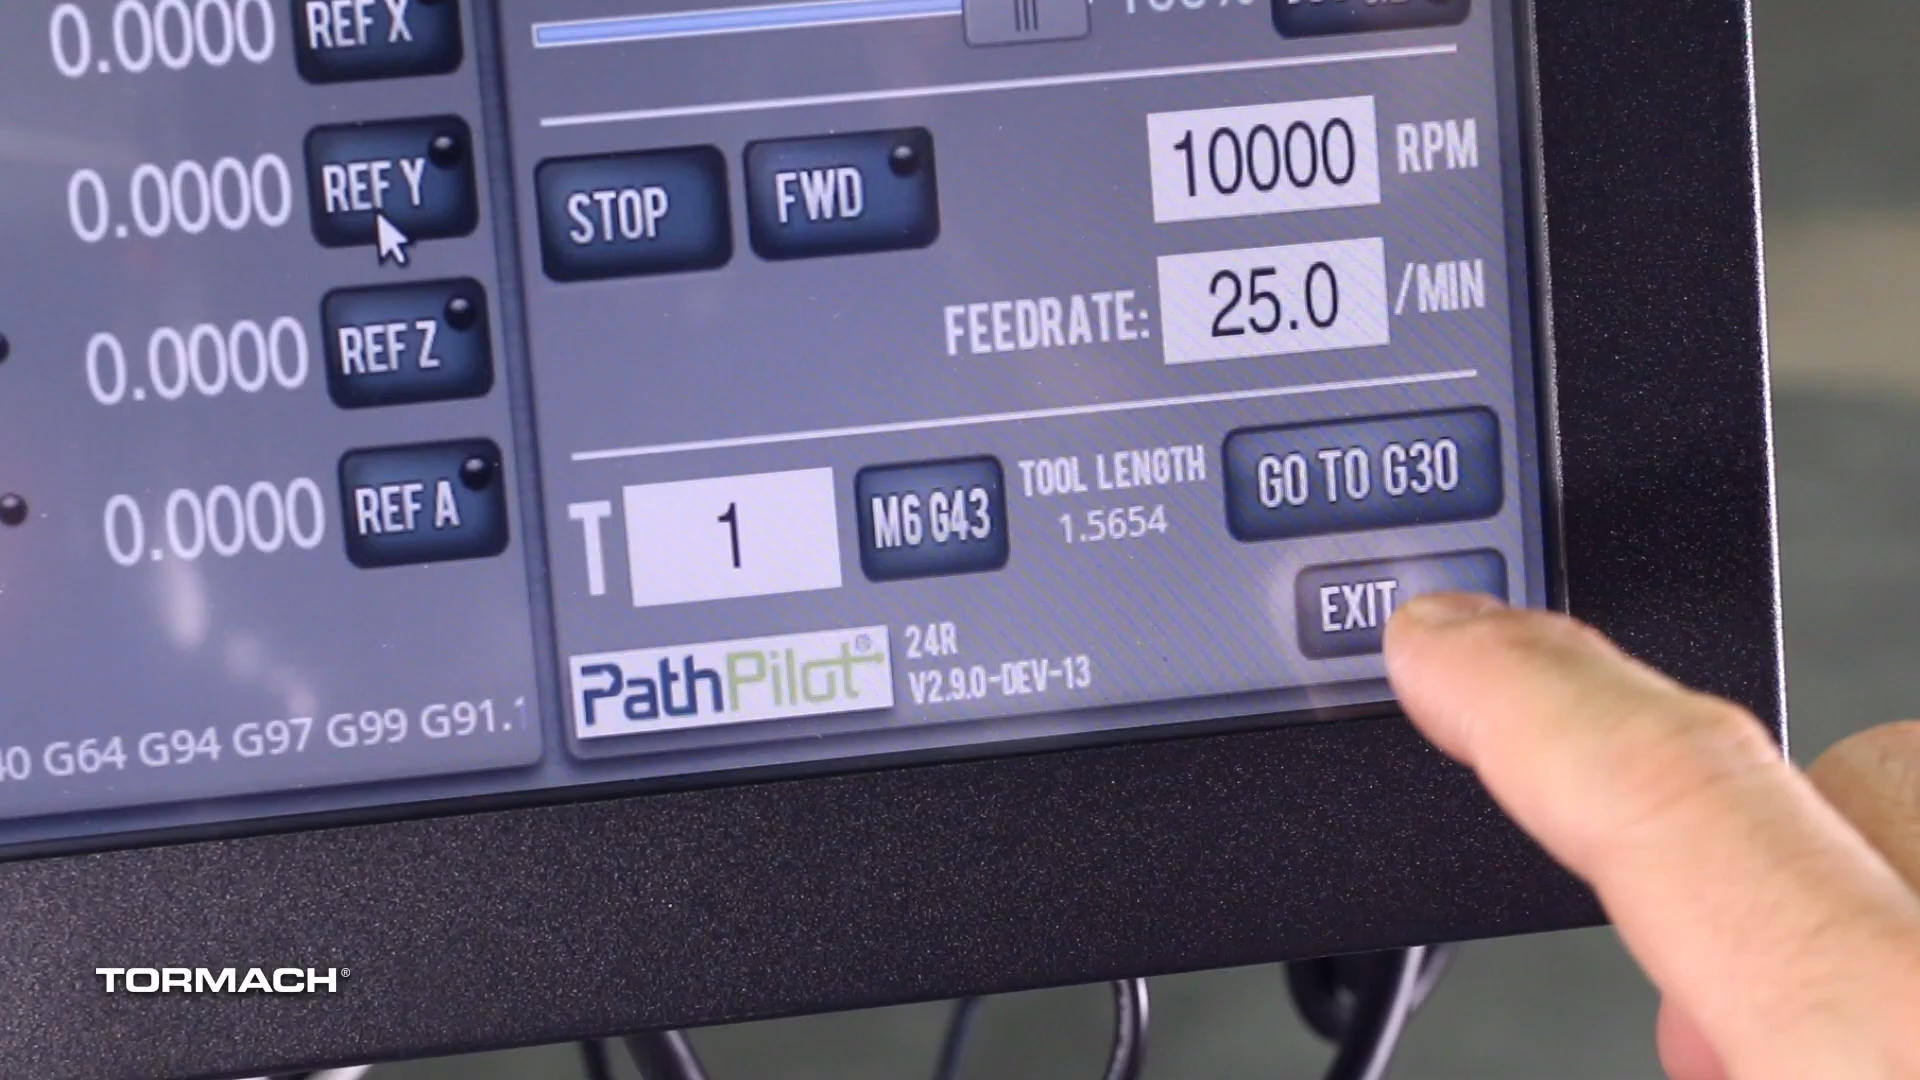 0.0000 REF X
0.0000 REF Y
0.0000 REF Z
0.0000 REF A
G64 G94 G97 G99 G91.1
STOP FWD 10000 RPM
FEEDRATE: 25.0 /MIN
T 1 M6 G43 TOOL LENGTH
1.5654
GO TO G30
EXIT
PathPilot®
24R
V2.9.0-DEV-13
TORMACH®